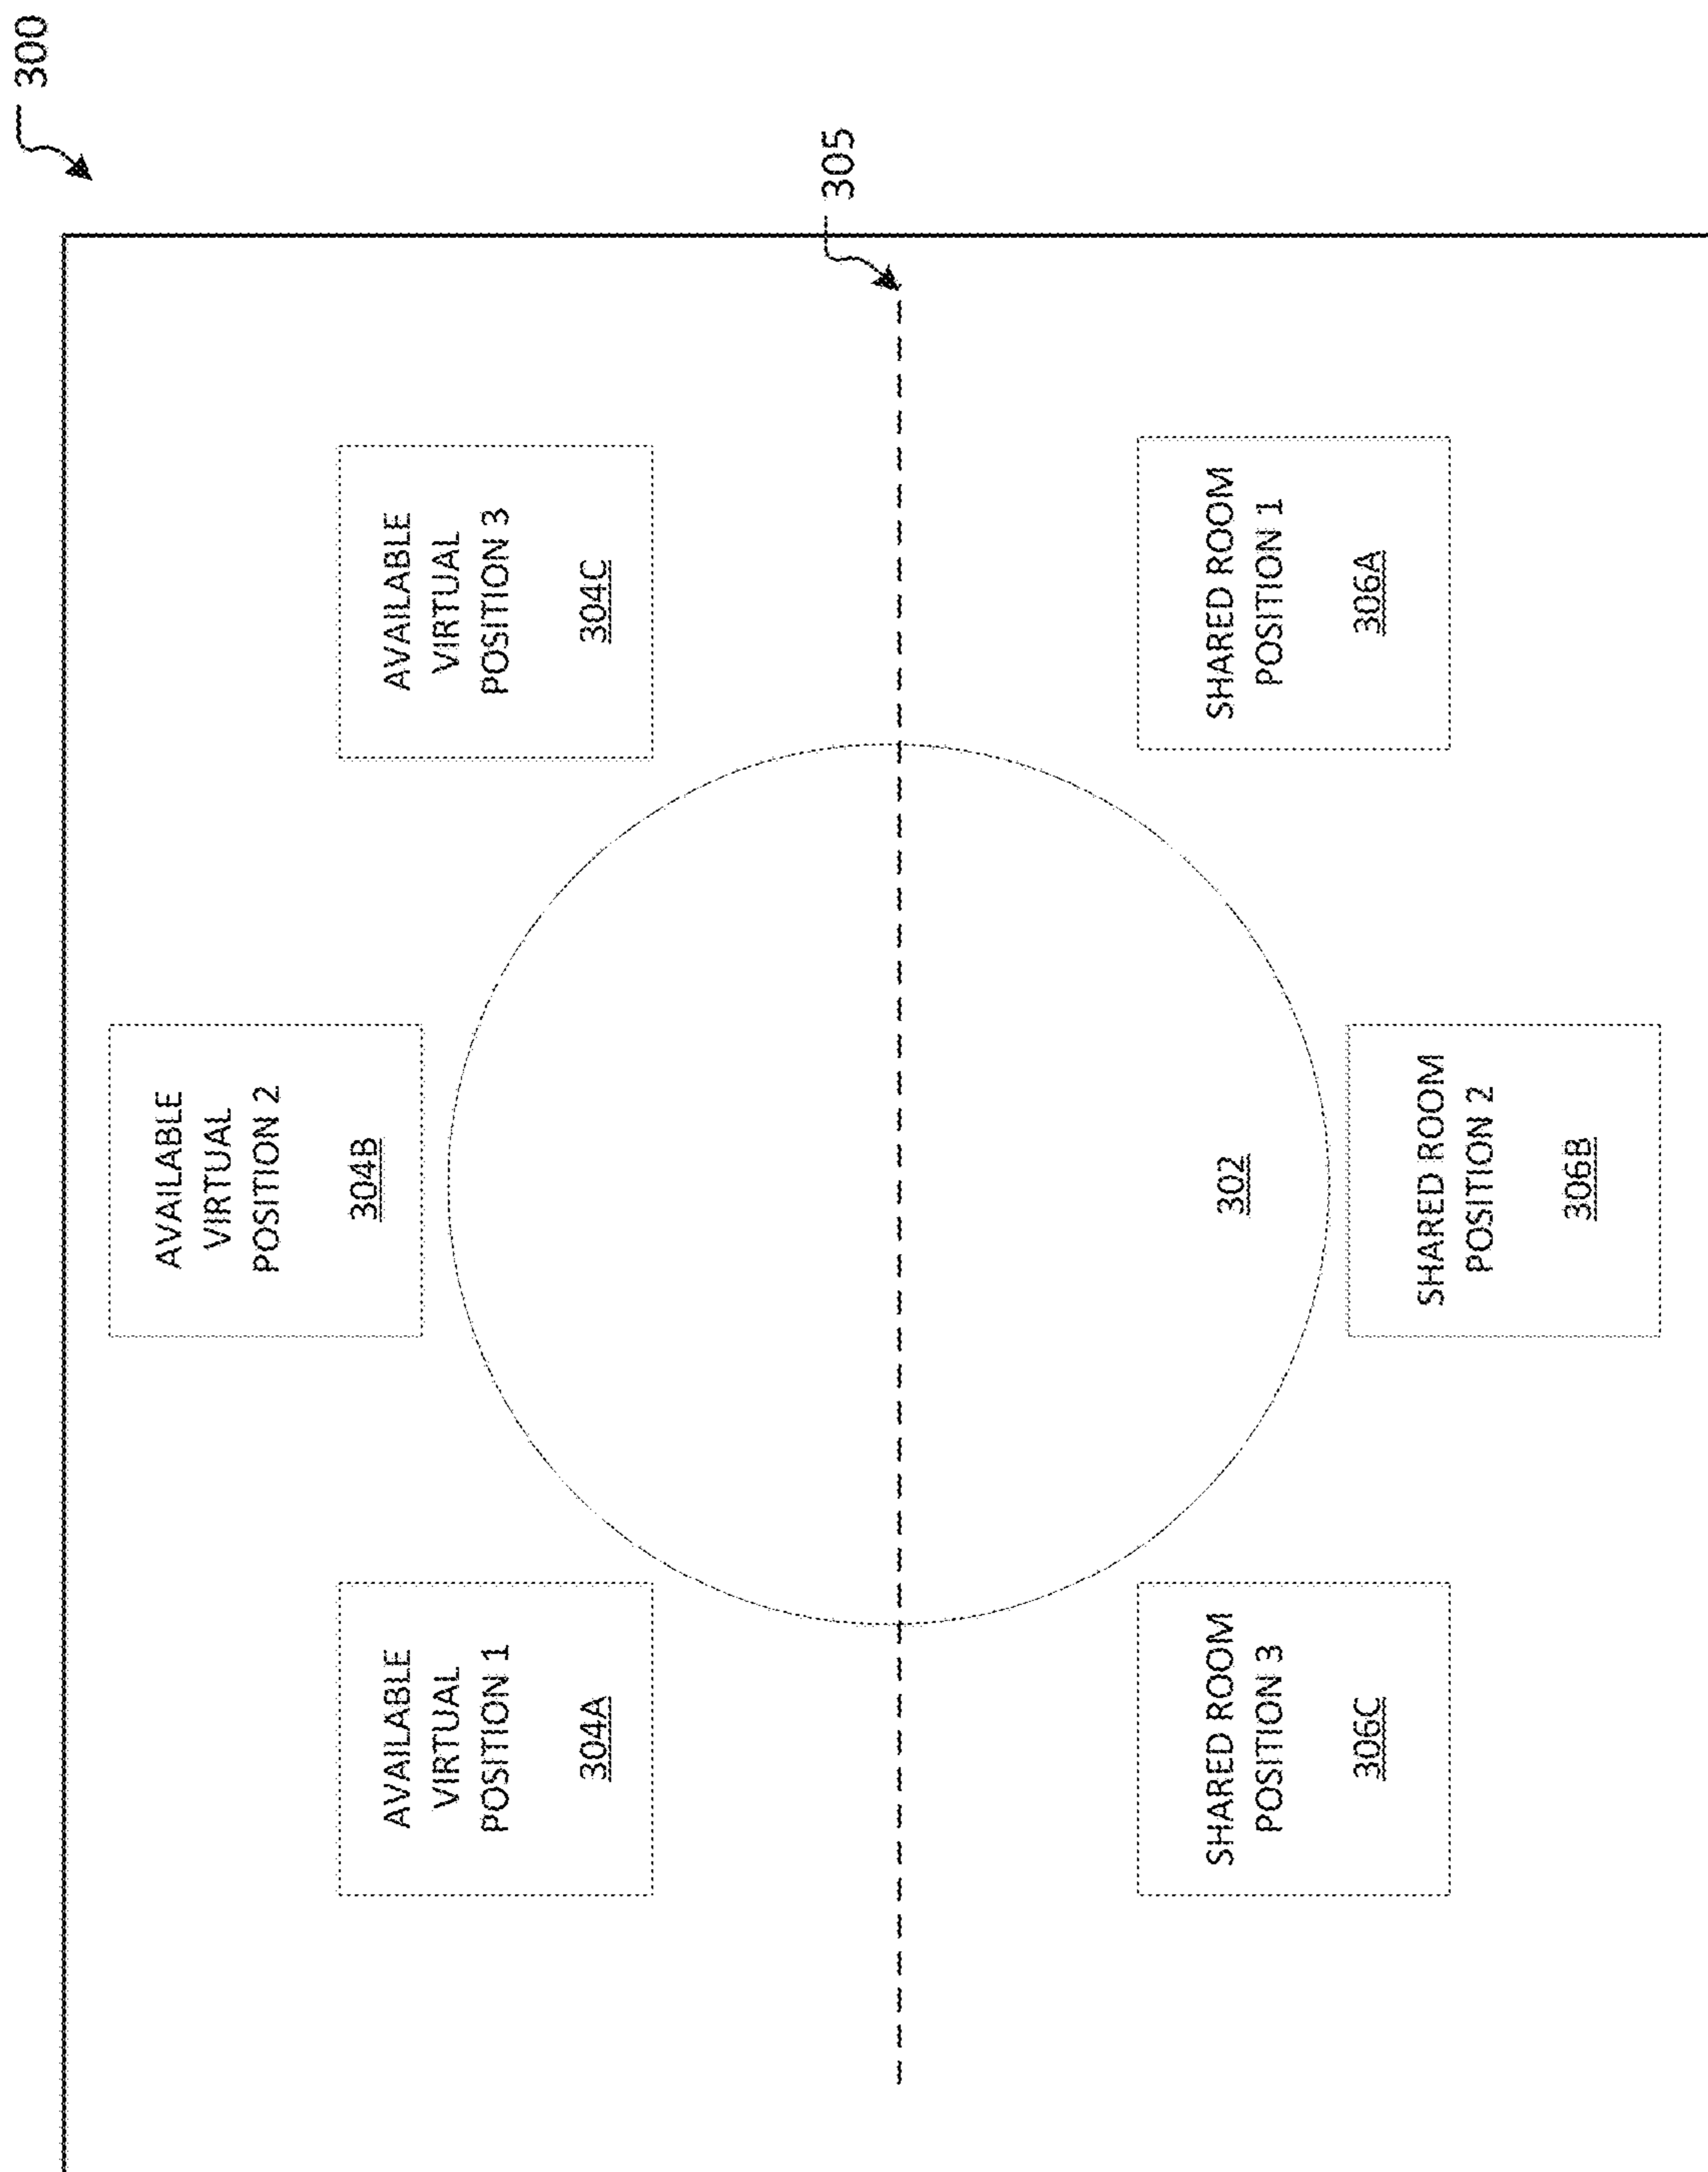 300
305
AVAILABLE
VIRTUAL
POSITION 1
304A
AVAILABLE
VIRTUAL
POSITION 2
304B
AVAILABLE
VIRTUAL
POSITION 3
304C
302
SHARED ROOM
POSITION 3
306C
SHARED ROOM
POSITION 2
306B
SHARED ROOM
POSITION 1
306A